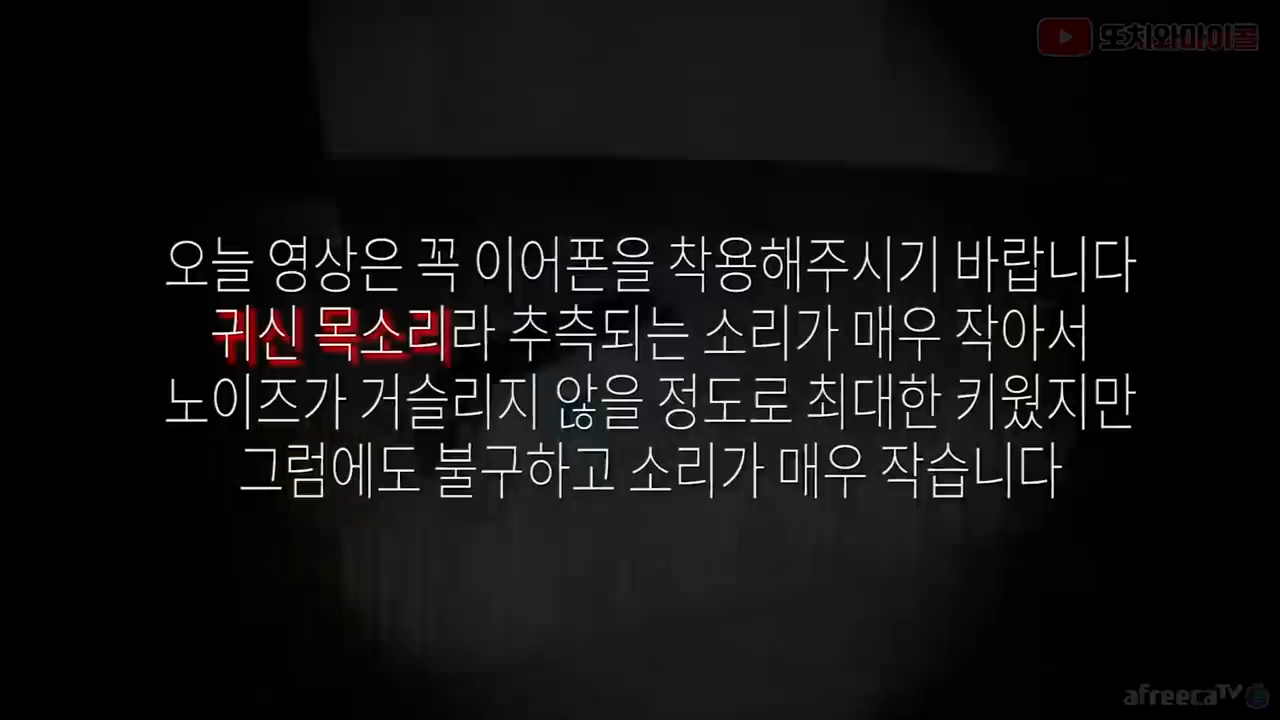 또치와마이콜
오늘 영상은 꼭 이어폰을 착용해주시기 바랍니다
귀신 목소리라 추측되는 소리가 매우 작아서
노이즈가 거슬리지 않을 정도로 최대한 키웠지만
그럼에도 불구하고 소리가 매우 작습니다
afreecaTV